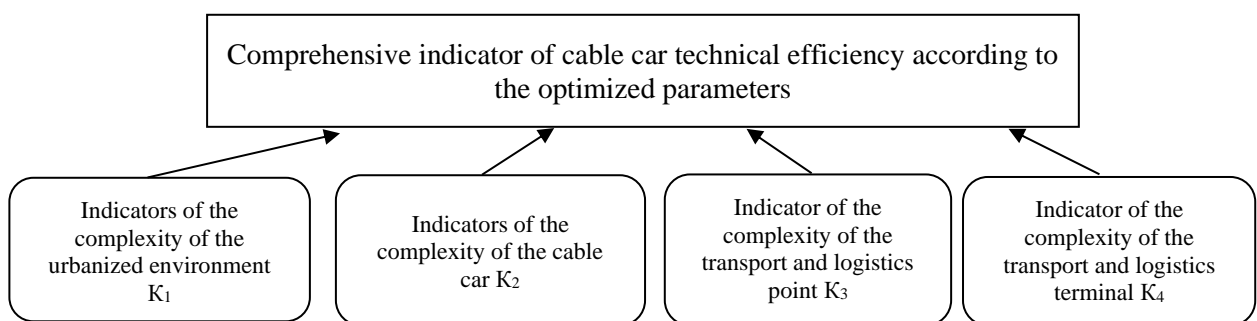 Comprehensive indicator of cable car technical efficiency according to
the optimized parameters
Indicators of the
complexity of the
urbanized environment
K₁
Indicators of the
complexity of the cable
car K₂
Indicator of the
complexity of the
transport and logistics
point K₃
Indicator of the
complexity of the
transport and logistics
terminal K₄